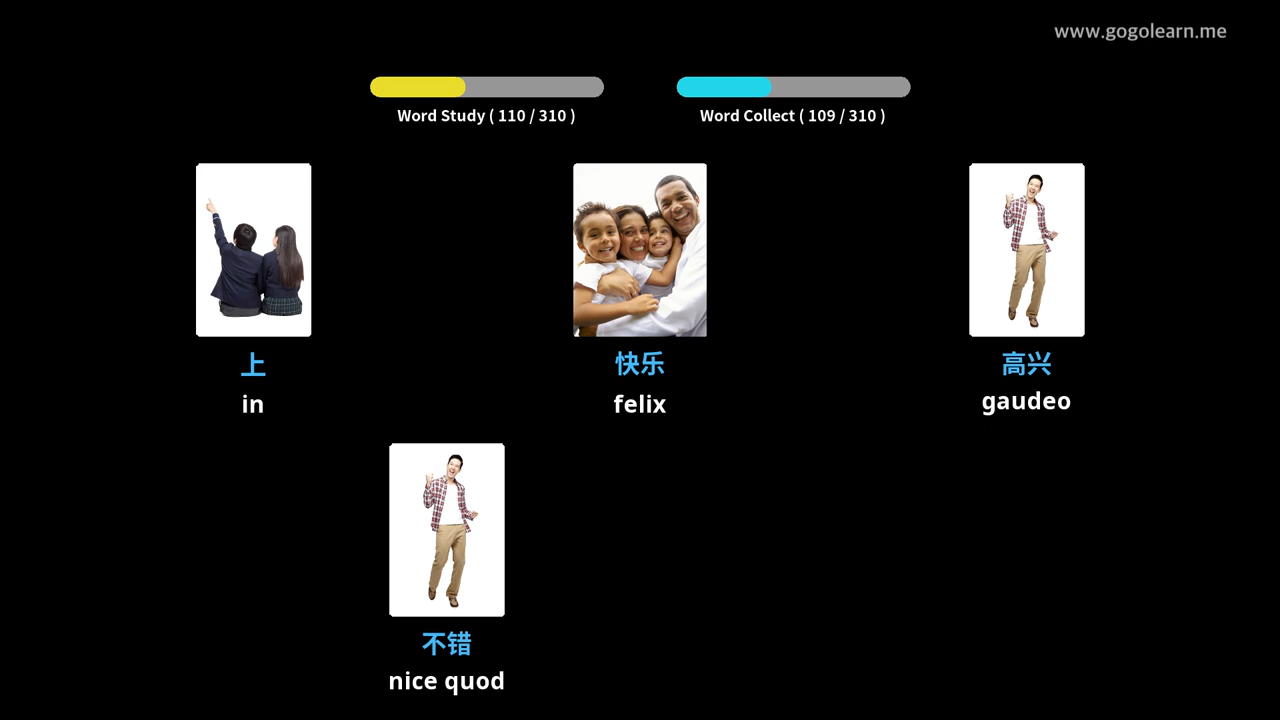 www.gogolearn.me
Word Study ( 110 / 310 )
Word Collect ( 109 / 310 )
上
in
快乐
felix
高兴
gaudeo
不错
nice quod